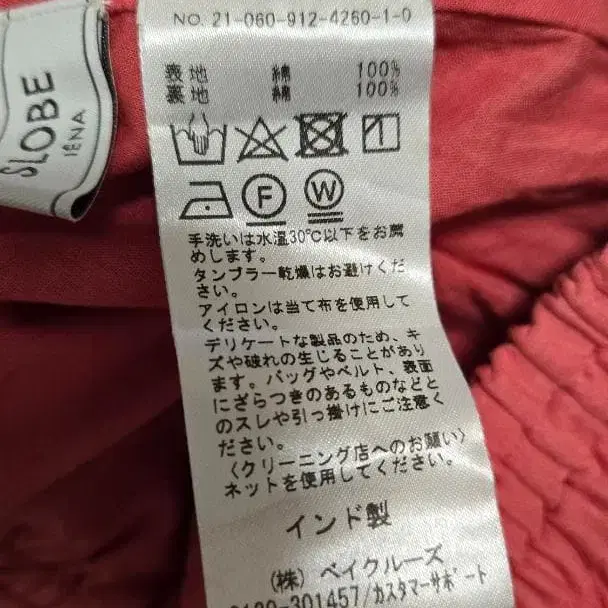 NO. 21-060-912-4260-1-0
表地 綿 100%
裏地 綿 100%
SLOBE
IÉNA
F
W
手洗いは水温30℃以下をお薦
めします。
タンブラー乾燥はお避けくだ
さい。
アイロンは当て布を使用して
ください。
デリケートな製品のため、キ
ズや破れの生じることがあり
ます。バッグやベルト、表面
にざらつきのあるものなどと
のスレや引っ掛けにご注意く
ださい。
〈クリーニング店へのお願い〉
ネットを使用してください。
インド製
(株) ベイクルーズ
0120-301457/カスタマーサポート